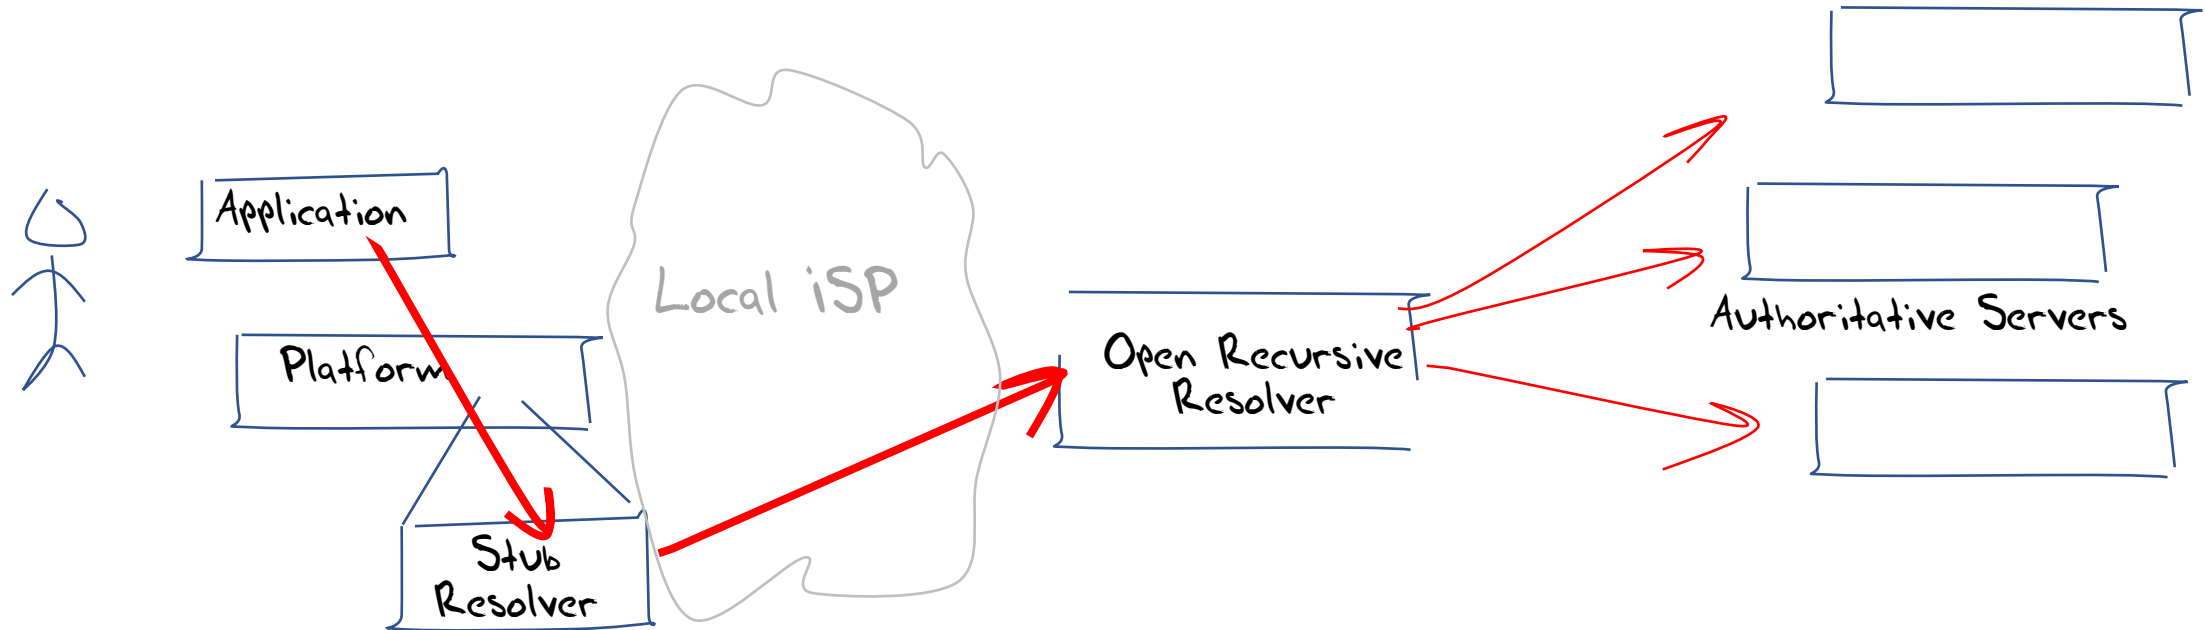 Application
Platform
Stub
Resolver
Local iSP
Open Recursive
Resolver
Authoritative Servers